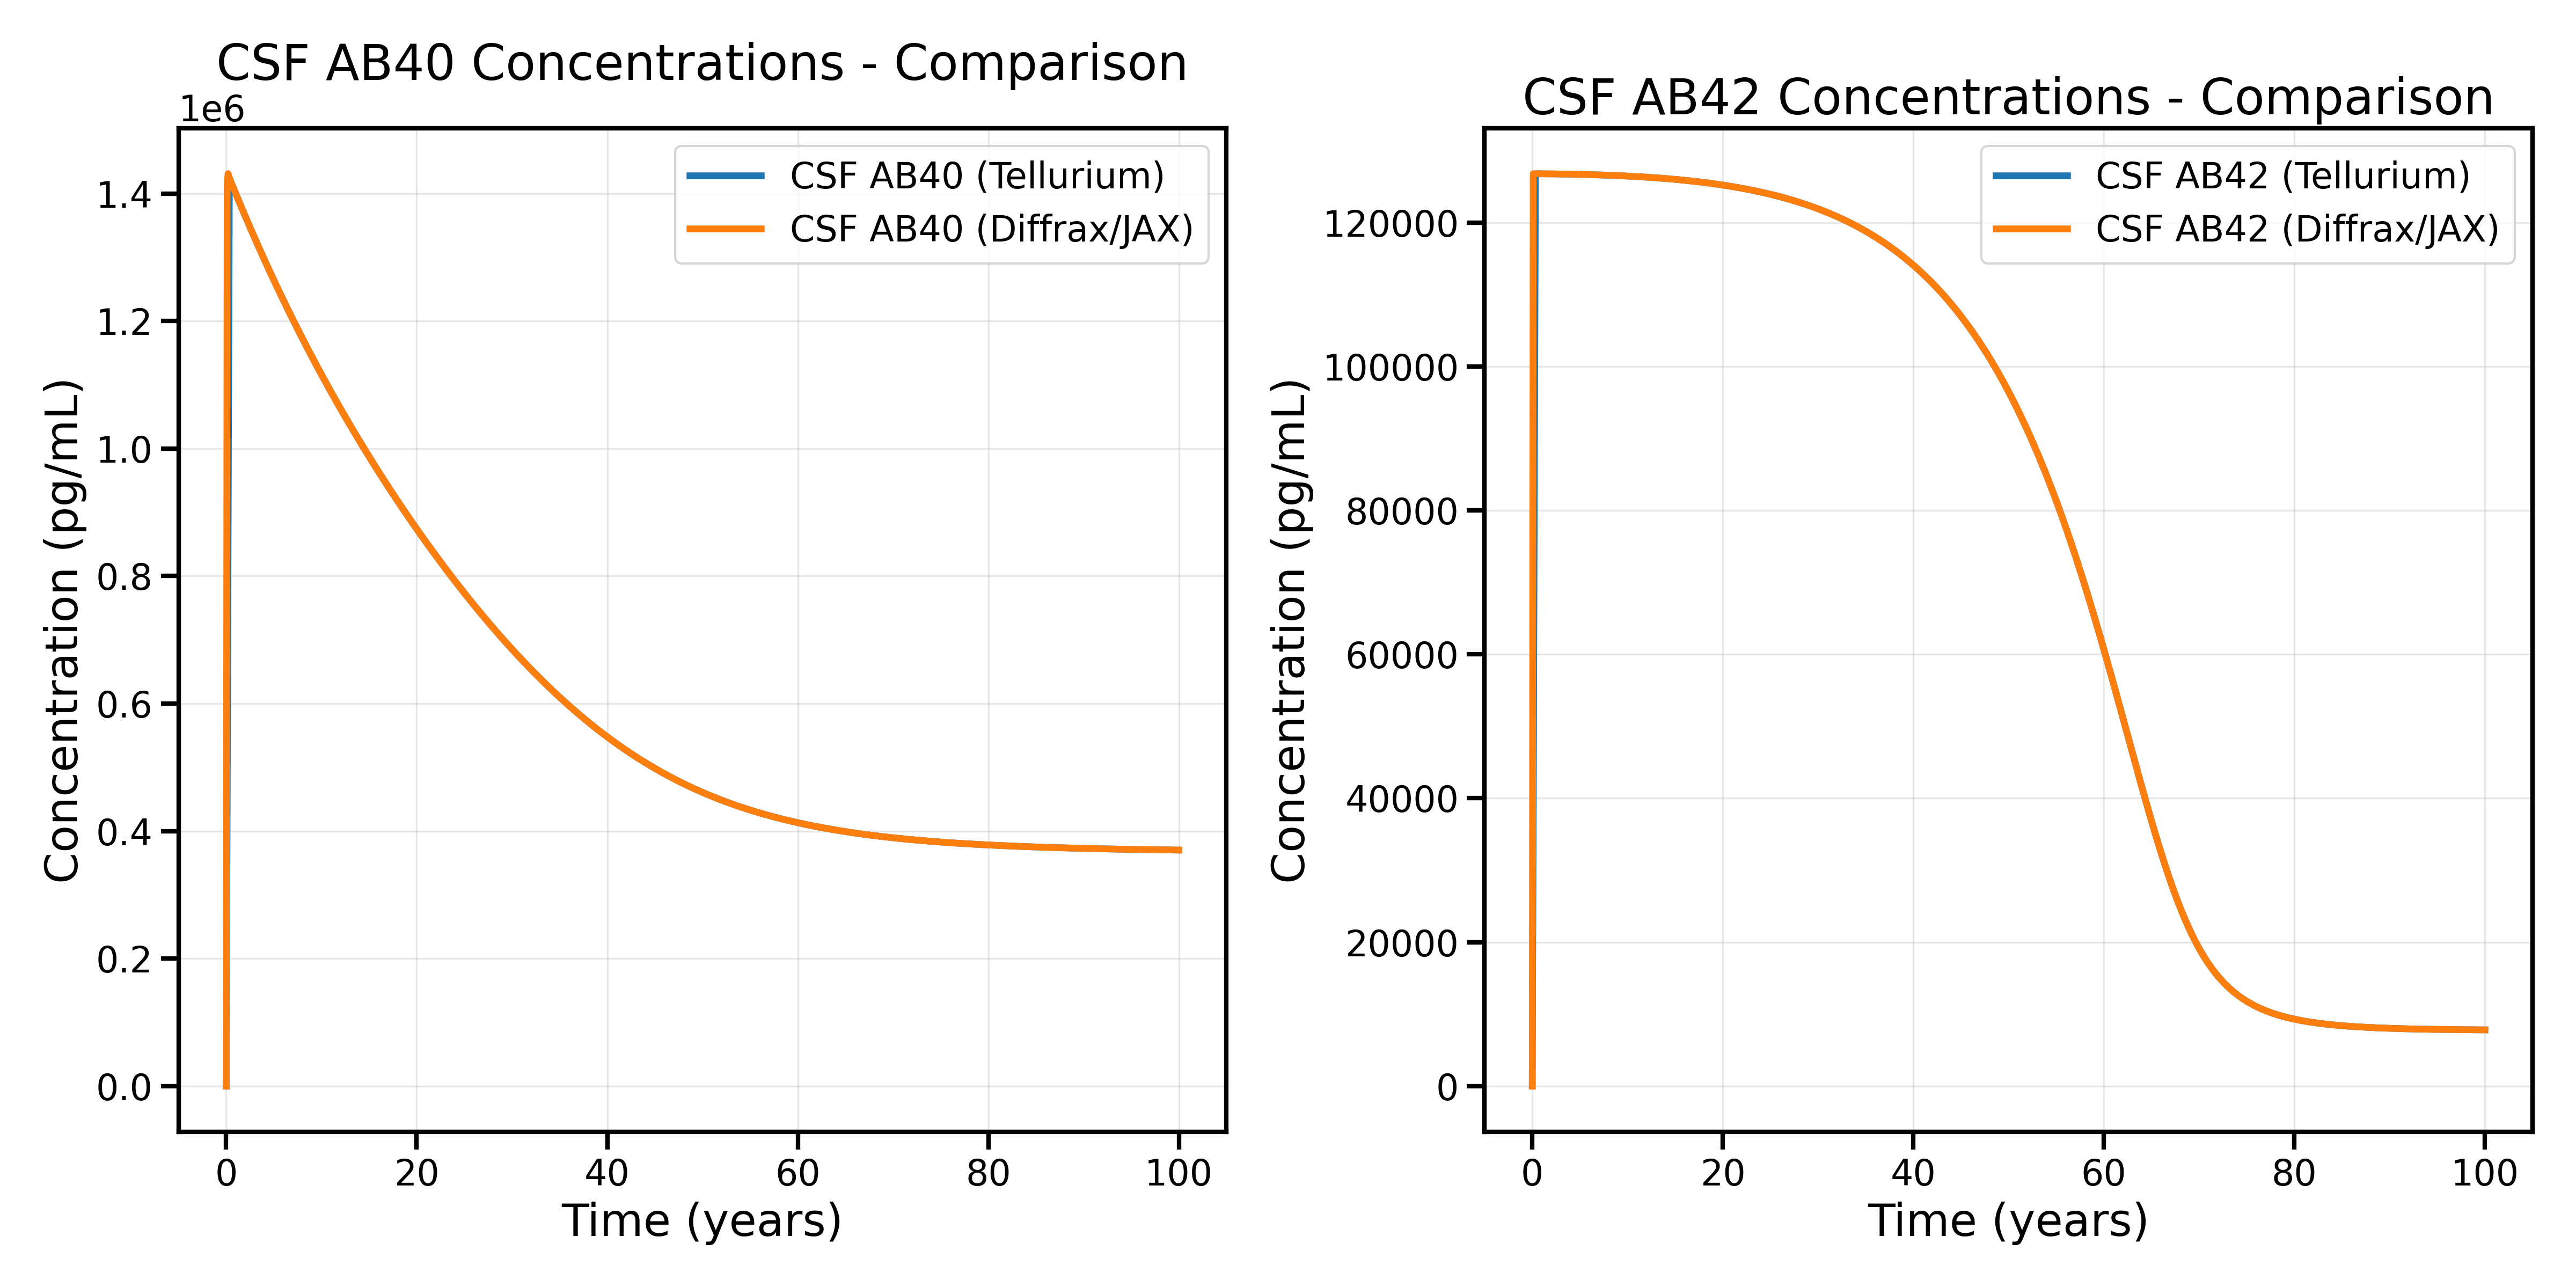 CSF AB40 Concentrations - Comparison
1e6
Concentration (pg/mL)
1.4
1.2
1.0
0.8
0.6
0.4
0.2
0.0
CSF AB40 (Tellurium)
CSF AB40 (Diffrax/JAX)
0 20 40 60 80 100
Time (years)
CSF AB42 Concentrations - Comparison
Concentration (pg/mL)
120000
100000
80000
60000
40000
20000
0
CSF AB42 (Tellurium)
CSF AB42 (Diffrax/JAX)
0 20 40 60 80 100
Time (years)